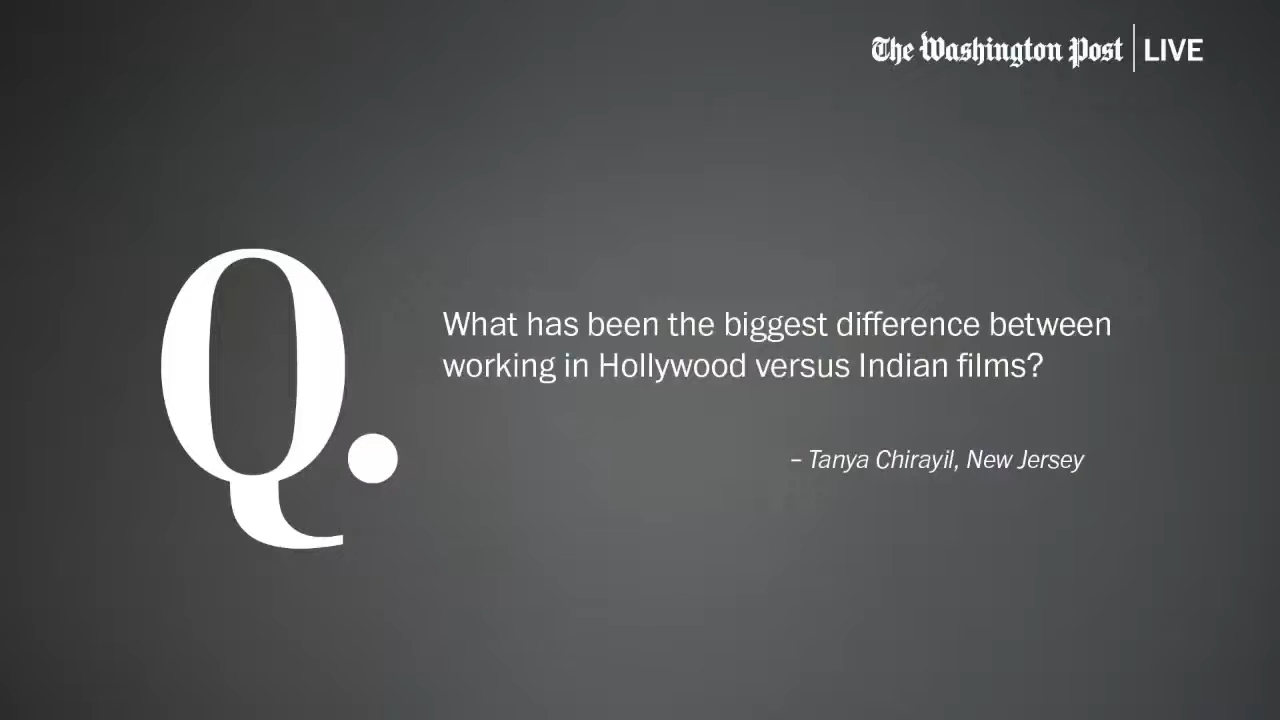 The Washington Post LIVE
Q.
What has been the biggest difference between
working in Hollywood versus Indian films?
– Tanya Chirayil, New Jersey